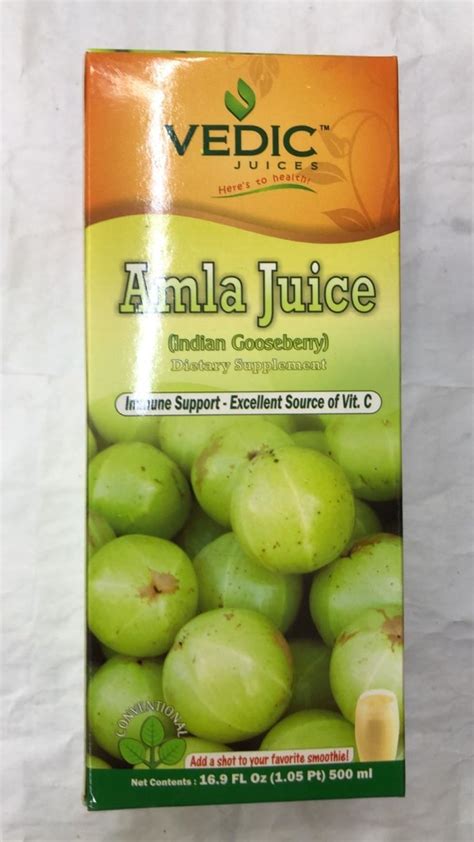 VEDIC™
JUICES
Here's to health!
Amla Juice
(Indian Gooseberry)
Dietary Supplement
Immune Support - Excellent Source of Vit. C
CONVENTIONAL
Add a shot to your favorite smoothie!
Net Contents : 16.9 FL Oz (1.05 Pt) 500 ml